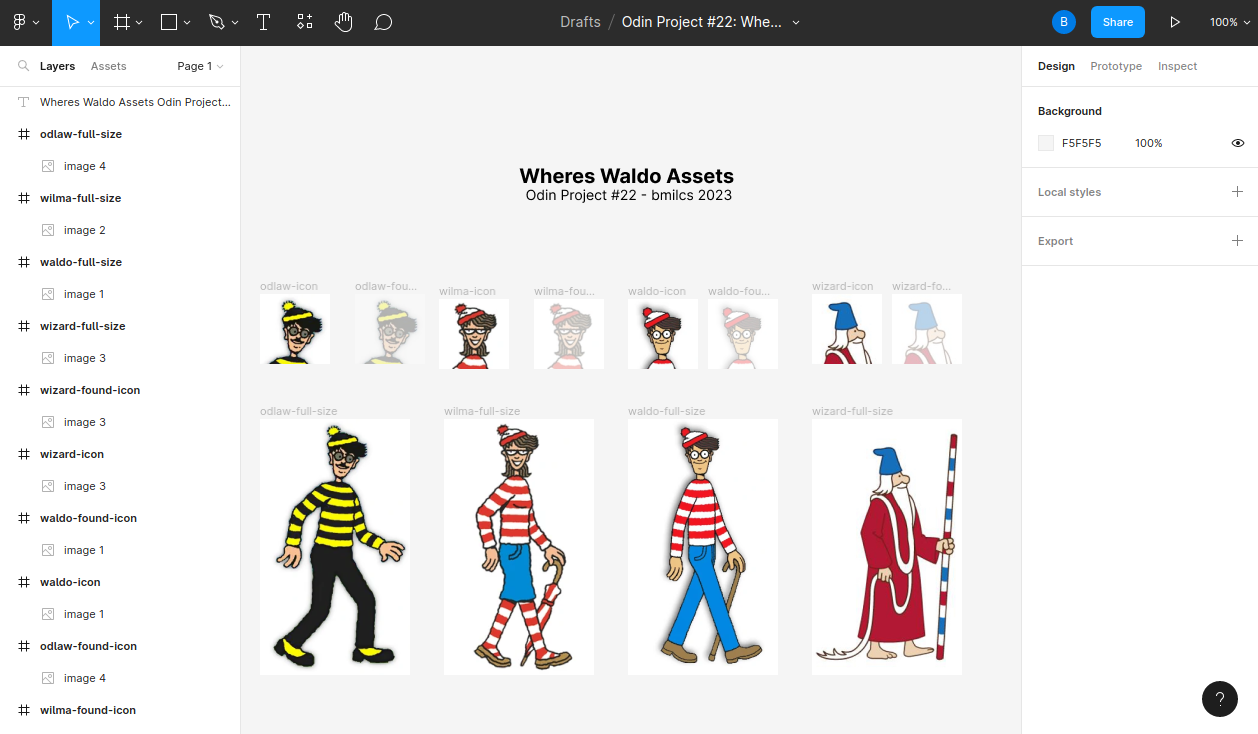 Drafts / Odin Project #22: Whe...
B
Share
100%
Layers
Assets
Page 1
Wheres Waldo Assets Odin Project...
odlaw-full-size
image 4
wilma-full-size
image 2
waldo-full-size
image 1
wizard-full-size
image 3
wizard-found-icon
image 3
wizard-icon
image 3
waldo-found-icon
image 1
waldo-icon
image 1
odlaw-found-icon
image 4
wilma-found-icon
Wheres Waldo Assets
Odin Project #22 - bmilcs 2023
odlaw-icon
odlaw-fou...
wilma-icon
wilma-fou...
waldo-icon
waldo-fou...
wizard-icon
wizard-fo...
odlaw-full-size
wilma-full-size
waldo-full-size
wizard-full-size
Design
Prototype
Inspect
Background
F5F5F5
100%
Local styles
Export
?